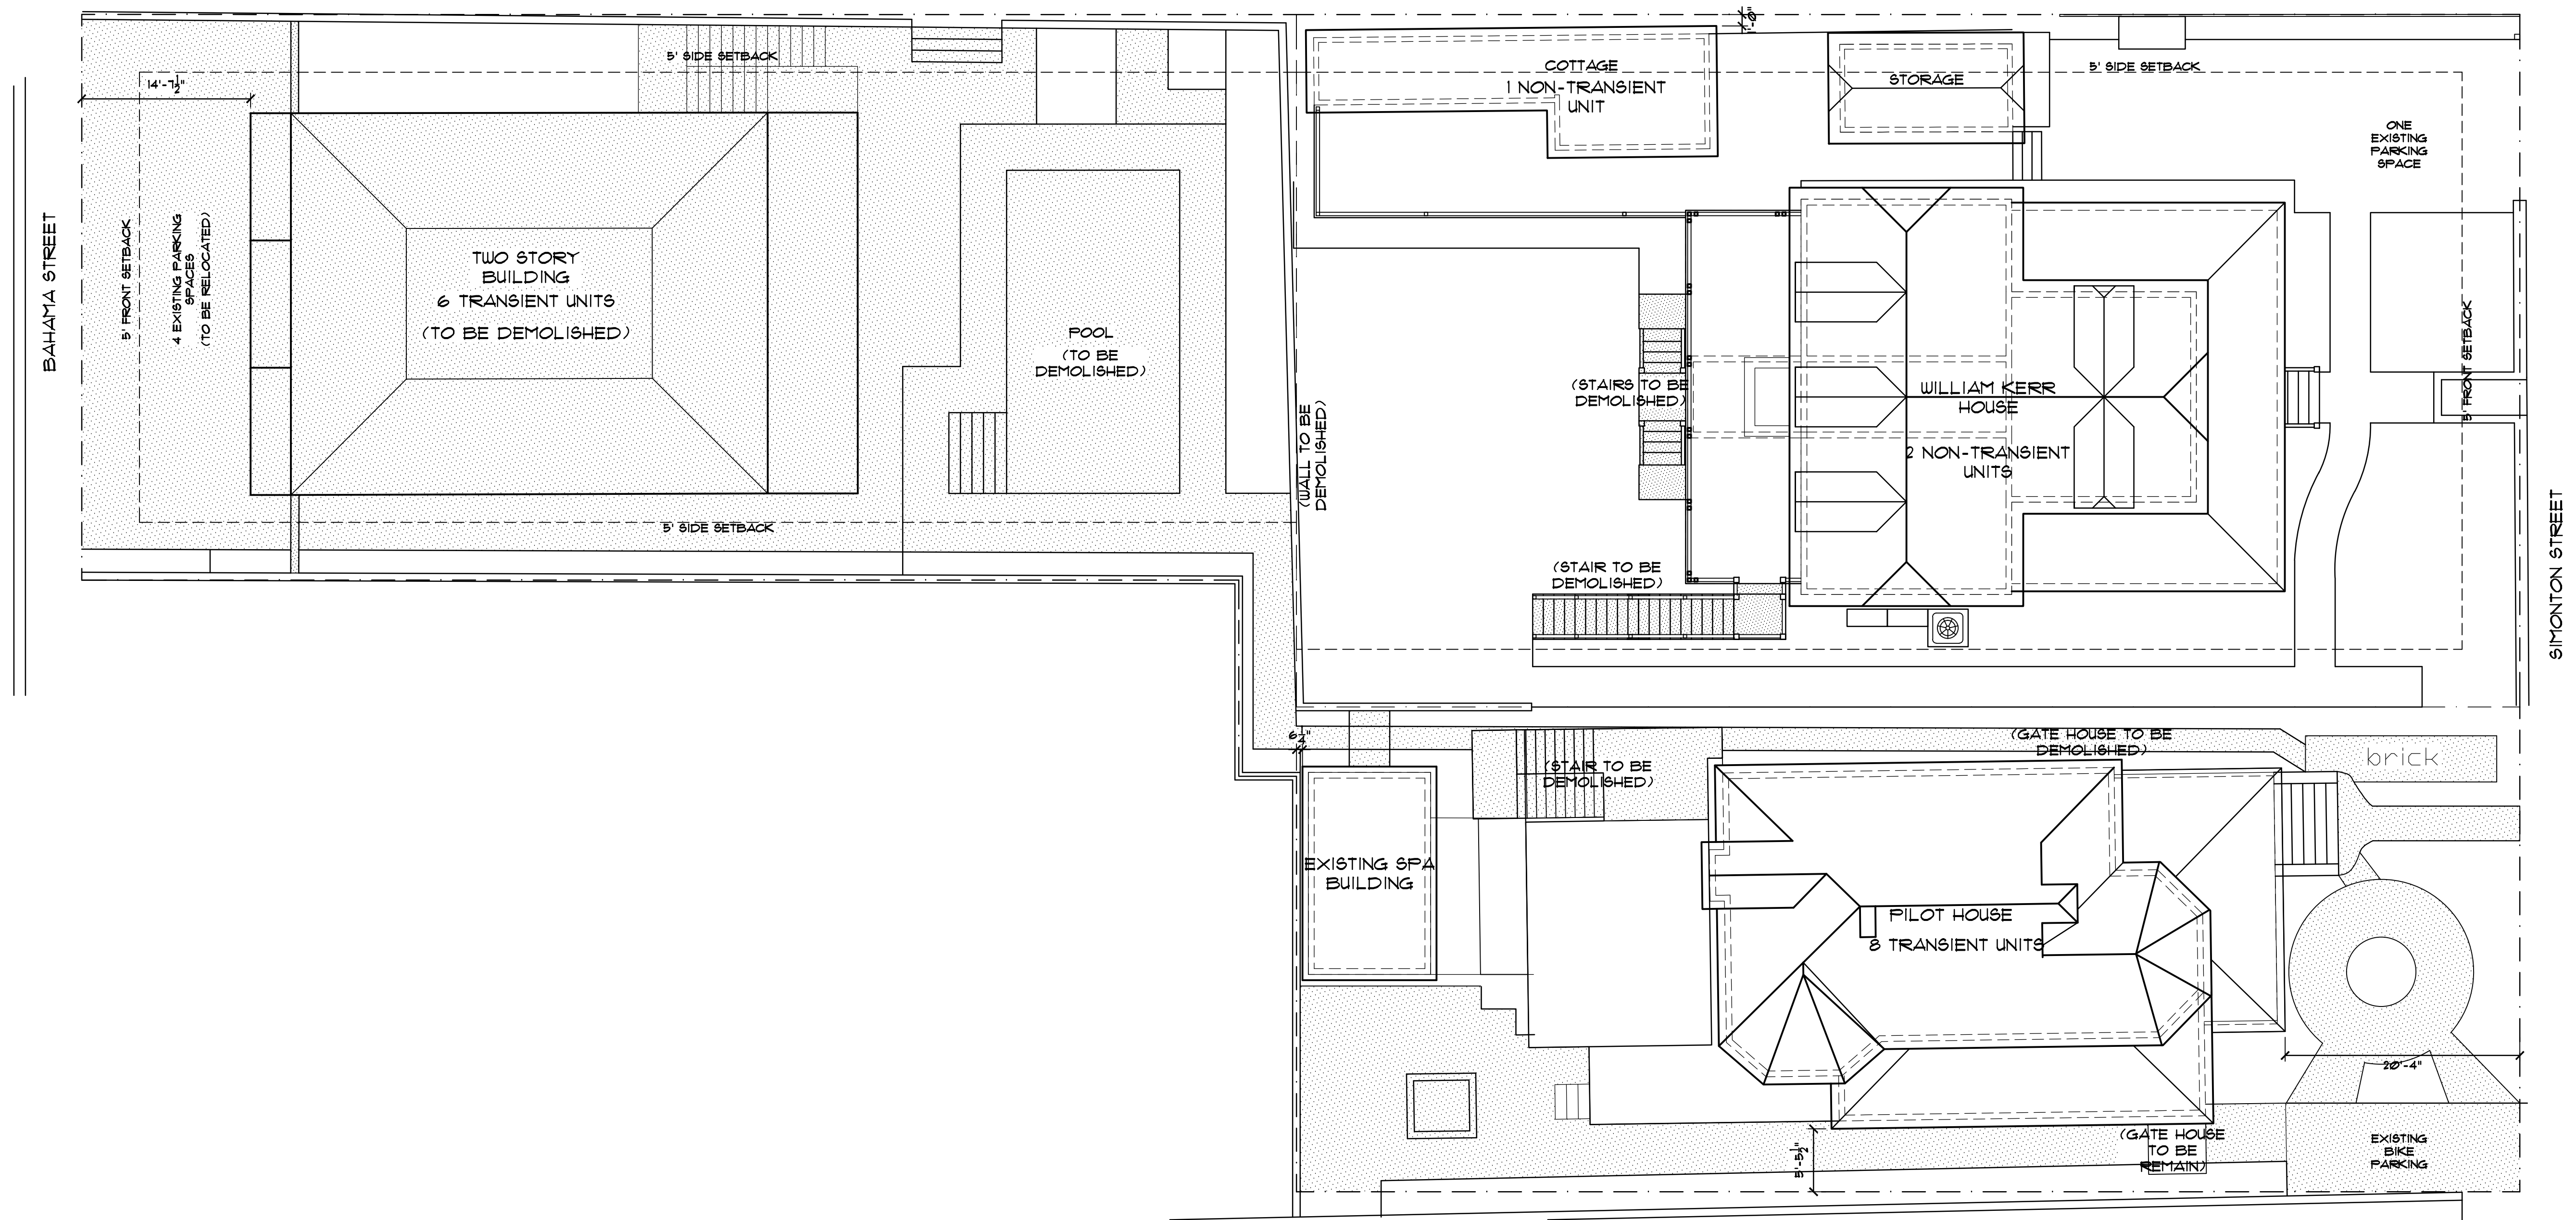 BAHAMA STREET
14'-7½"
5' FRONT SETBACK
4 EXISTING PARKING
SPACES
(TO BE RELOCATED)
5' SIDE SETBACK
TWO STORY
BUILDING
6 TRANSIENT UNITS
(TO BE DEMOLISHED)
5' SIDE SETBACK
POOL
(TO BE
DEMOLISHED)
(WALL TO BE
DEMOLISHED)
COTTAGE
1 NON-TRANSIENT
UNIT
STORAGE
5' SIDE SETBACK
ONE
EXISTING
PARKING
SPACE
(STAIRS TO BE
DEMOLISHED)
WILLIAM KERR
HOUSE
2 NON-TRANSIENT
UNITS
5' FRONT SETBACK
(STAIR TO BE
DEMOLISHED)
SIMONTON STREET
6¼"
(STAIR TO BE
DEMOLISHED)
(GATE HOUSE TO BE
DEMOLISHED)
brick
EXISTING SPA
BUILDING
PILOT HOUSE
8 TRANSIENT UNITS
20'-4"
5'-5½"
(GATE HOUSE
TO BE
REMAIN)
EXISTING
BIKE
PARKING